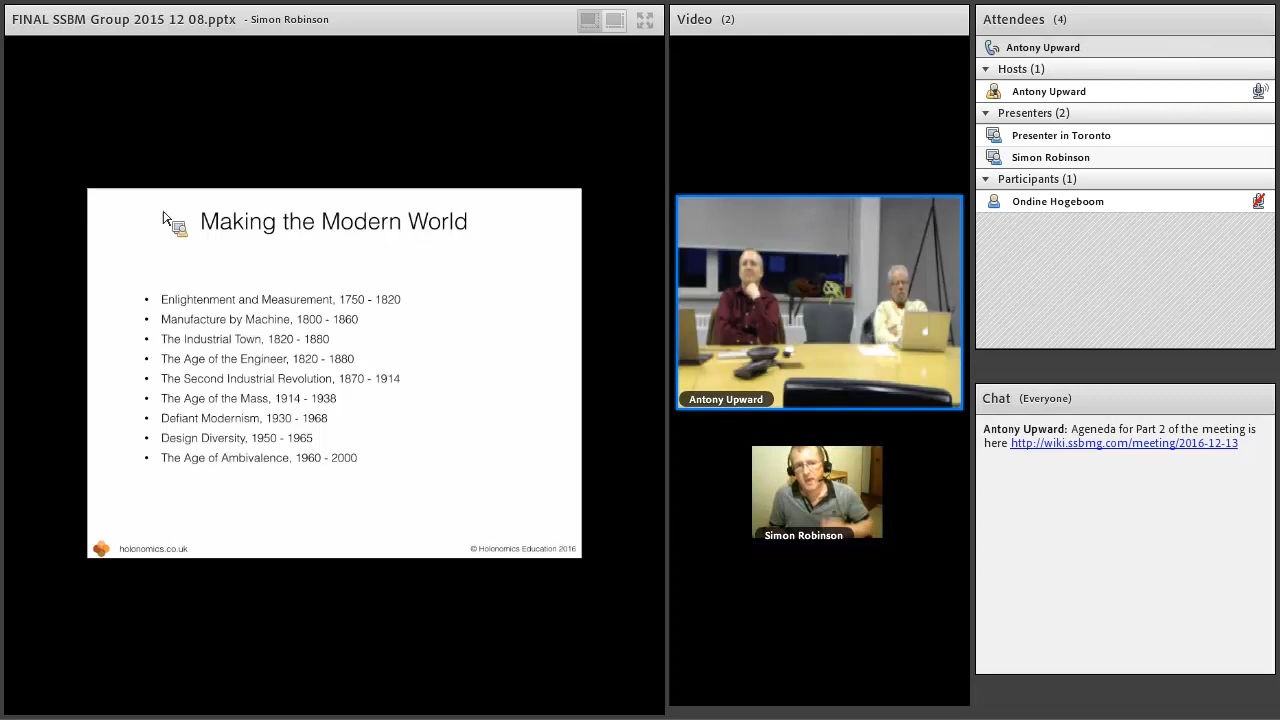 FINAL SSBM Group 2015 12 08.pptx - Simon Robinson
Making the Modern World
• Enlightenment and Measurement, 1750 - 1820
• Manufacture by Machine, 1800 - 1860
• The Industrial Town, 1820 - 1880
• The Age of the Engineer, 1820 - 1880
• The Second Industrial Revolution, 1870 - 1914
• The Age of the Mass, 1914 - 1938
• Defiant Modernism, 1930 - 1968
• Design Diversity, 1950 - 1965
• The Age of Ambivalence, 1960 - 2000
holonomics.co.uk
© Holonomics Education 2016
Video (2)
Antony Upward
Simon Robinson
Attendees (4)
Antony Upward
Hosts (1)
Antony Upward
Presenters (2)
Presenter in Toronto
Simon Robinson
Participants (1)
Ondine Hogeboom
Chat (Everyone)
Antony Upward: Ageneda for Part 2 of the meeting is
here http://wiki.ssbmg.com/meeting/2016-12-13